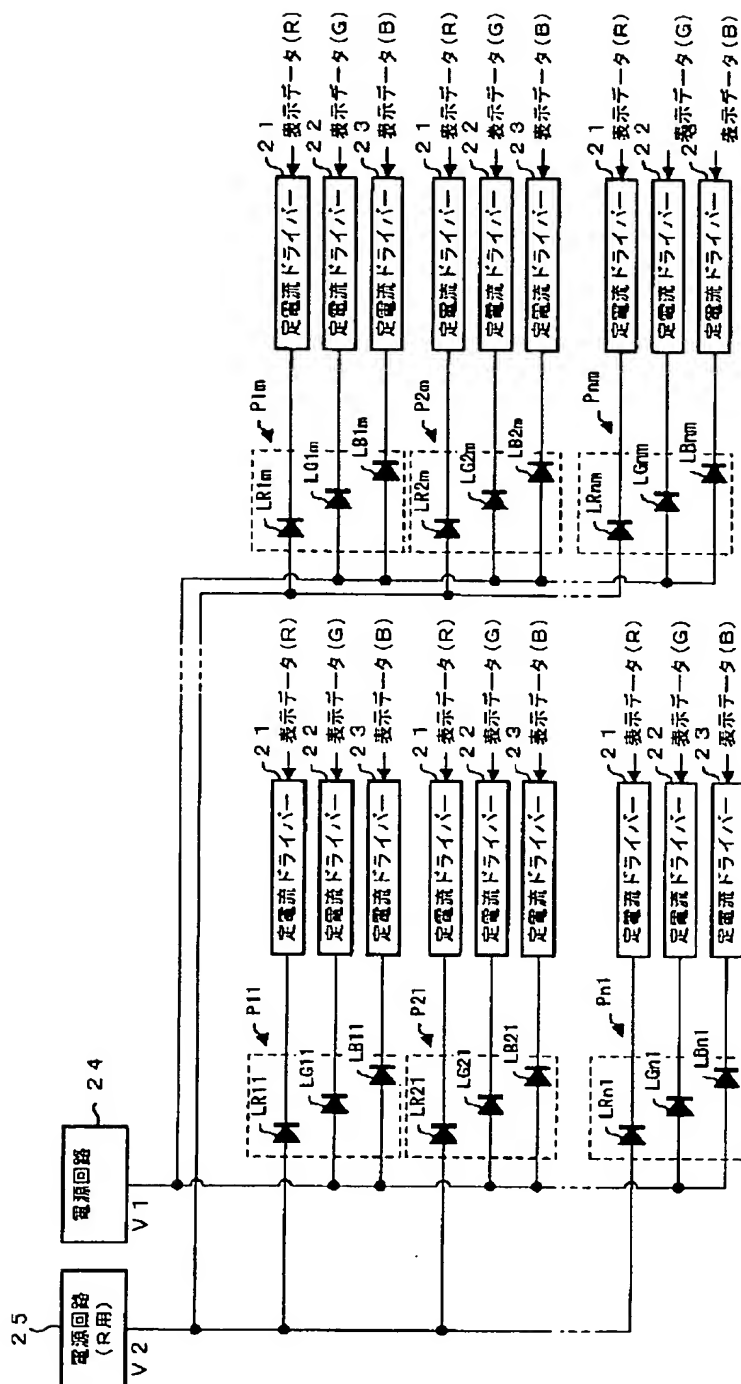 25
電源回路
(R用)
V2
24
電源回路
V1
P11
LR11
LG11
LB11
定電流ドライバー
21
表示データ(R)
定電流ドライバー
22
表示データ(G)
定電流ドライバー
23
表示データ(B)
P21
LR21
LG21
LB21
定電流ドライバー
21
表示データ(R)
定電流ドライバー
22
表示データ(G)
定電流ドライバー
23
表示データ(B)
Pn1
LRn1
LGn1
LBn1
定電流ドライバー
21
表示データ(R)
定電流ドライバー
22
表示データ(G)
定電流ドライバー
23
表示データ(B)
P1m
LR1m
LG1m
LB1m
定電流ドライバー
21
表示データ(R)
定電流ドライバー
22
表示データ(G)
定電流ドライバー
23
表示データ(B)
P2m
LR2m
LG2m
LB2m
定電流ドライバー
21
表示データ(R)
定電流ドライバー
22
表示データ(G)
定電流ドライバー
23
表示データ(B)
Pnm
LRnm
LGnm
LBnm
定電流ドライバー
21
表示データ(R)
定電流ドライバー
22
表示データ(G)
定電流ドライバー
23
表示データ(B)